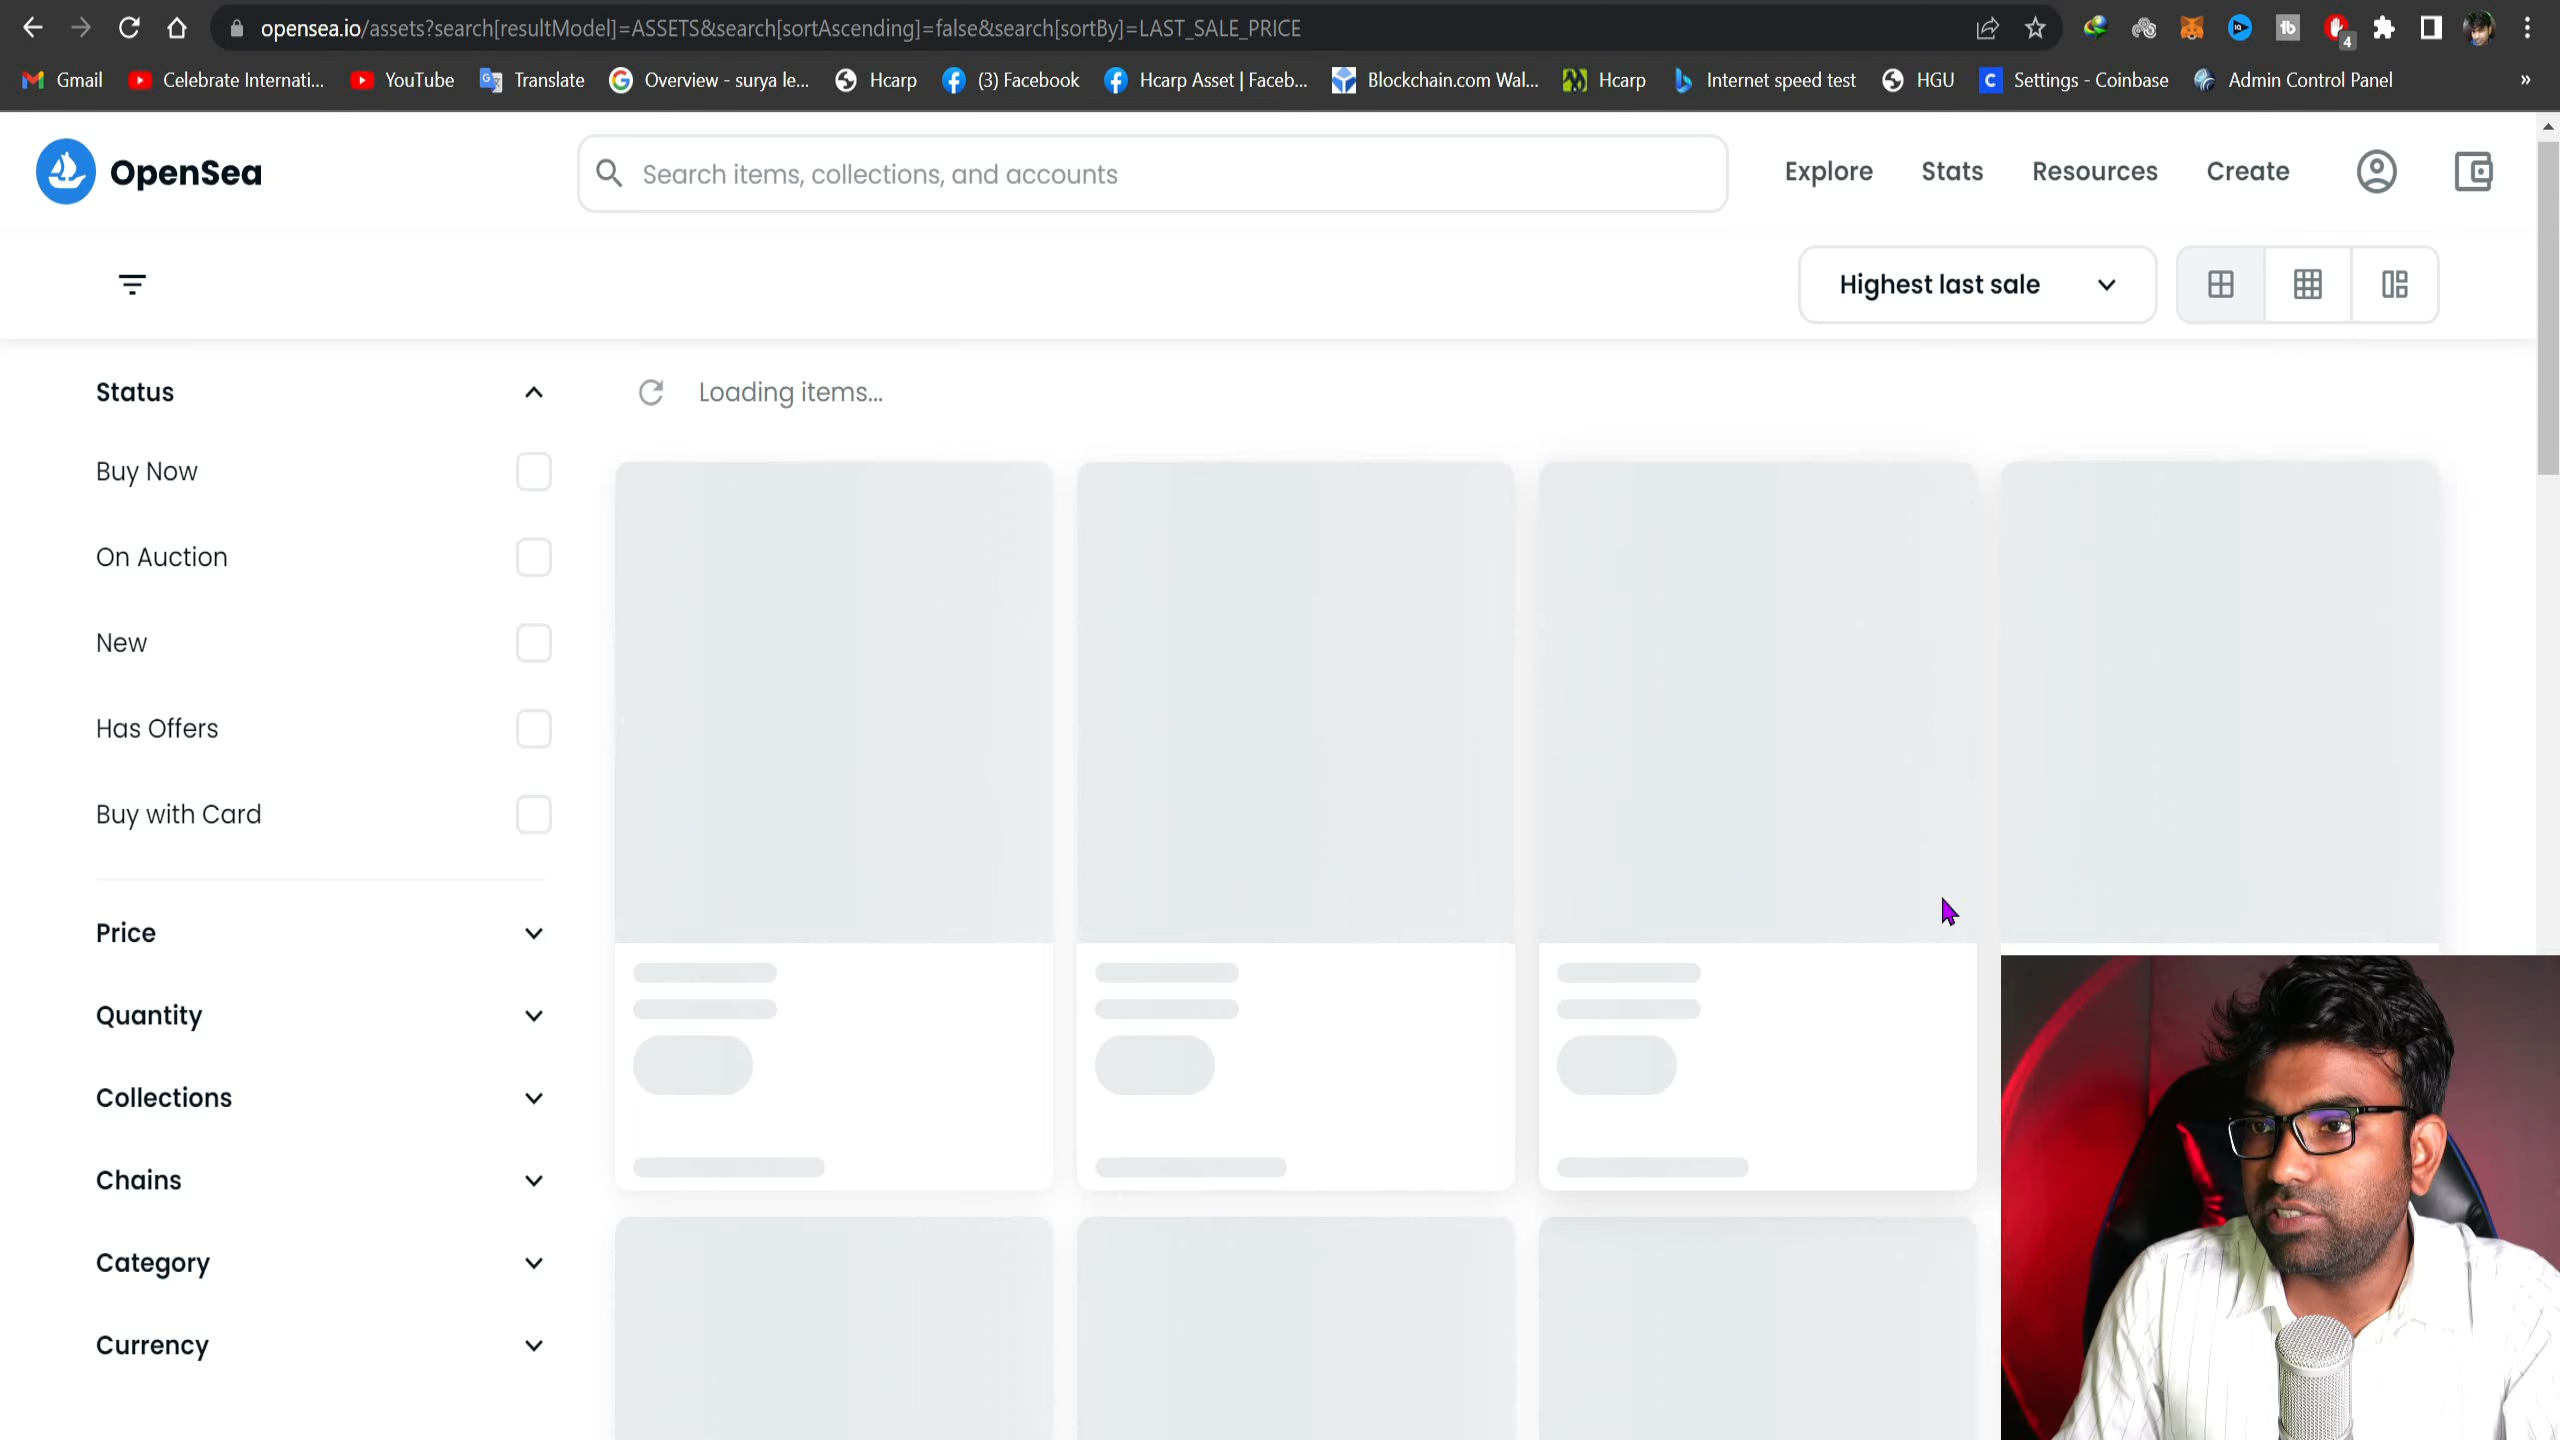 opensea.io/assets?search[resultModel]=ASSETS&search[sortAscending]=false&search[sortBy]=LAST_SALE_PRICE
tb
4
Gmail
Celebrate Internati...
YouTube
Translate
Overview - surya le...
Hcarp
(3) Facebook
Hcarp Asset | Faceb...
Blockchain.com Wal...
Hcarp
Internet speed test
HGU
Settings - Coinbase
Admin Control Panel
»
OpenSea
Search items, collections, and accounts
Explore
Stats
Resources
Create
Highest last sale
Status
Loading items...
Buy Now
On Auction
New
Has Offers
Buy with Card
Price
Quantity
Collections
Chains
Category
Currency